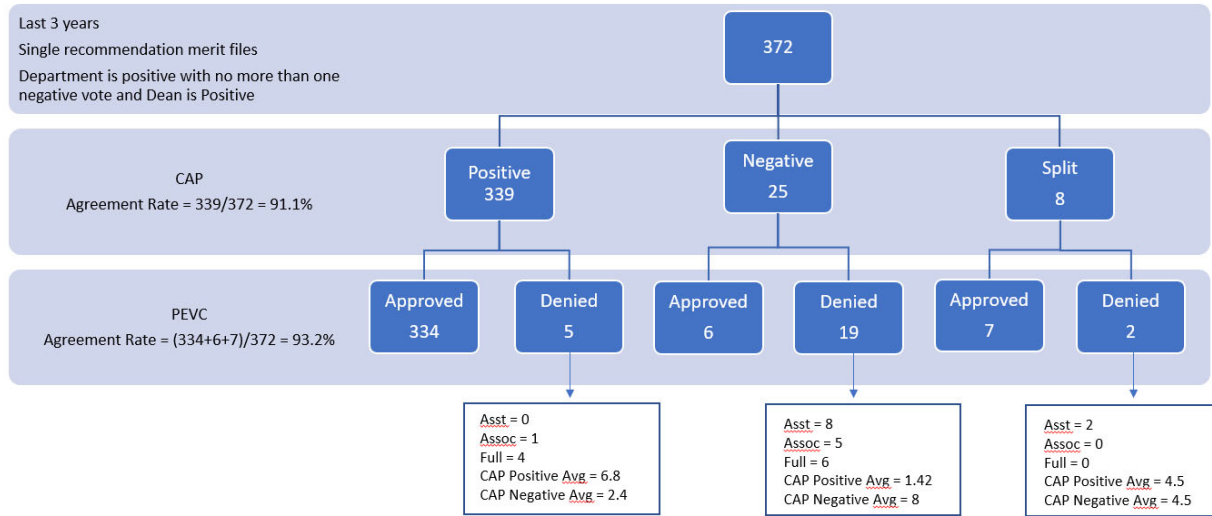 Last 3 years
Single recommendation merit files
Department is positive with no more than one
negative vote and Dean is Positive
372
CAP
Agreement Rate = 339/372 = 91.1%
Positive
339
Negative
25
Split
8
PEVC
Agreement Rate = (334+6+7)/372 = 93.2%
Approved
334
Denied
5
Approved
6
Denied
19
Approved
7
Denied
2
Asst = 0
Assoc = 1
Full = 4
CAP Positive Avg = 6.8
CAP Negative Avg = 2.4
Asst = 8
Assoc = 5
Full = 6
CAP Positive Avg = 1.42
CAP Negative Avg = 8
Asst = 2
Assoc = 0
Full = 0
CAP Positive Avg = 4.5
CAP Negative Avg = 4.5